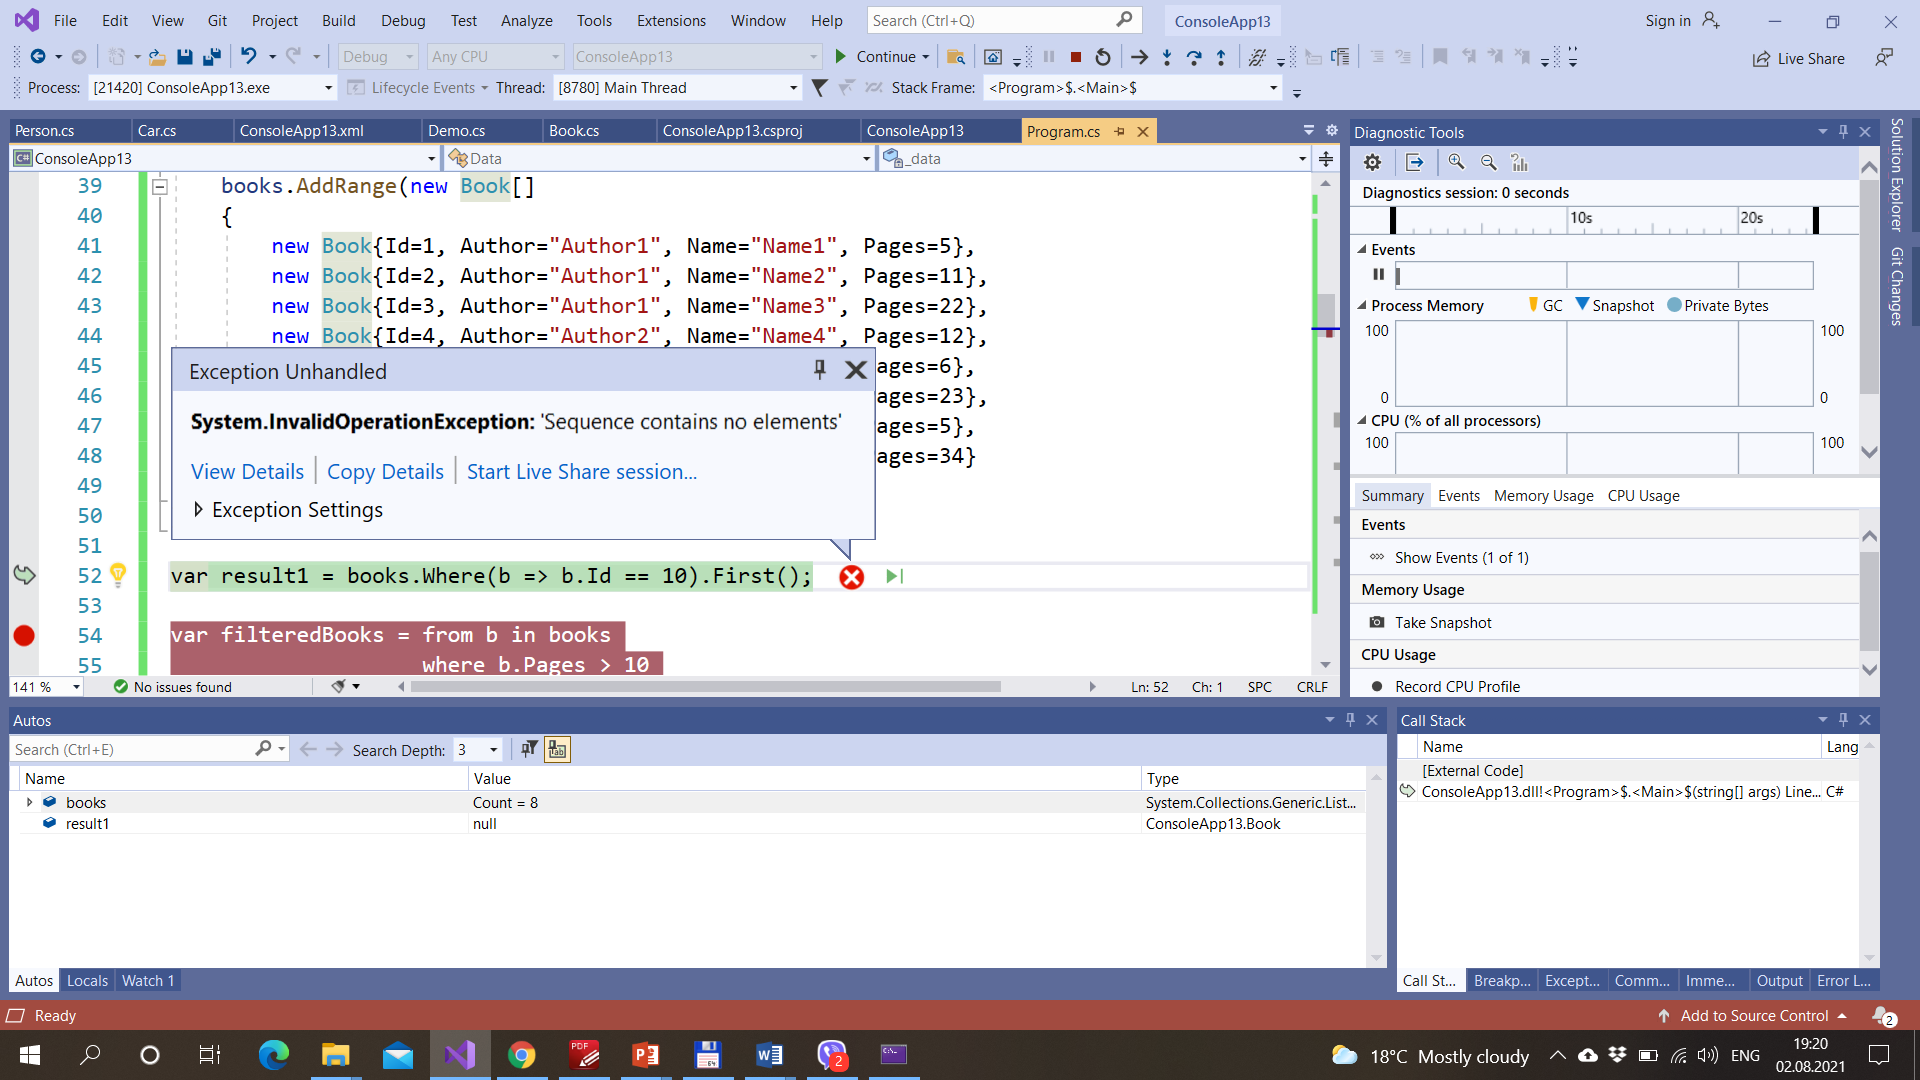 File Edit View Git Project Build Debug Test Analyze Tools Extensions Window Help Search (Ctrl+Q) ConsoleApp13 Sign in
Debug Any CPU ConsoleApp13 Continue Live Share
Process: [21420] ConsoleApp13.exe Lifecycle Events Thread: [8780] Main Thread Stack Frame: <Program>$.<Main>$
Person.cs Car.cs ConsoleApp13.xml Demo.cs Book.cs ConsoleApp13.csproj ConsoleApp13 Program.cs
C# ConsoleApp13 Data _data
39 books.AddRange(new Book[]
40 {
41 new Book{Id=1, Author="Author1", Name="Name1", Pages=5},
42 new Book{Id=2, Author="Author1", Name="Name2", Pages=11},
43 new Book{Id=3, Author="Author1", Name="Name3", Pages=22},
44 new Book{Id=4, Author="Author2", Name="Name4", Pages=12},
45 ages=6},
46 ages=23},
47 ages=5},
48 ages=34}
49
50
51
Exception Unhandled
System.InvalidOperationException: 'Sequence contains no elements'
View Details Copy Details Start Live Share session...
Exception Settings
52 var result1 = books.Where(b => b.Id == 10).First();
53
54 var filteredBooks = from b in books
55 where b.Pages > 10
141 % No issues found Ln: 52 Ch: 1 SPC CRLF
Diagnostic Tools
Diagnostics session: 0 seconds
10s 20s
Events
Process Memory GC Snapshot Private Bytes
100 100
0 0
CPU (% of all processors)
100 100
Summary Events Memory Usage CPU Usage
Events
Show Events (1 of 1)
Memory Usage
Take Snapshot
CPU Usage
Record CPU Profile
Solution Explorer
Git Changes
Autos
Search (Ctrl+E) Search Depth: 3
Name Value Type
books Count = 8 System.Collections.Generic.List...
result1 null ConsoleApp13.Book
Autos Locals Watch 1
Call Stack
Name Lang
[External Code]
ConsoleApp13.dll!<Program>$.<Main>$(string[] args) Line... C#
Call St... Breakp... Except... Comm... Imme... Output Error L...
Ready Add to Source Control 2
PDF 64 2 18°C Mostly cloudy ENG
19:20
02.08.2021